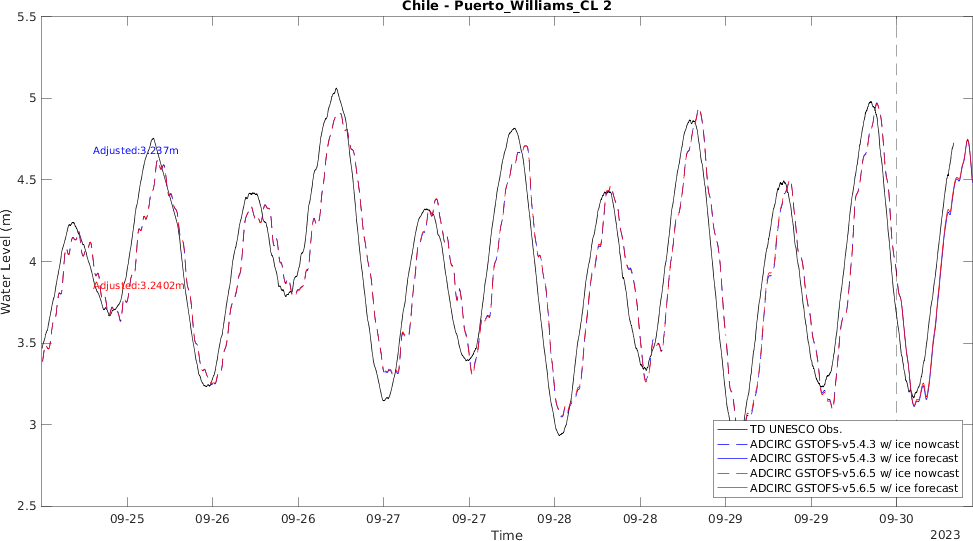 Chile - Puerto_Williams_CL 2
5.5
5
4.5
4
3.5
3
2.5
Water Level (m)
Adjusted:3.237m
Adjusted:3.2402m
TD UNESCO Obs.
ADCIRC GSTOFS-v5.4.3 w/ ice nowcast
ADCIRC GSTOFS-v5.4.3 w/ ice forecast
ADCIRC GSTOFS-v5.6.5 w/ ice nowcast
ADCIRC GSTOFS-v5.6.5 w/ ice forecast
09-25 09-26 09-26 09-27 09-27 09-28 09-28 09-29 09-29 09-30
Time
2023